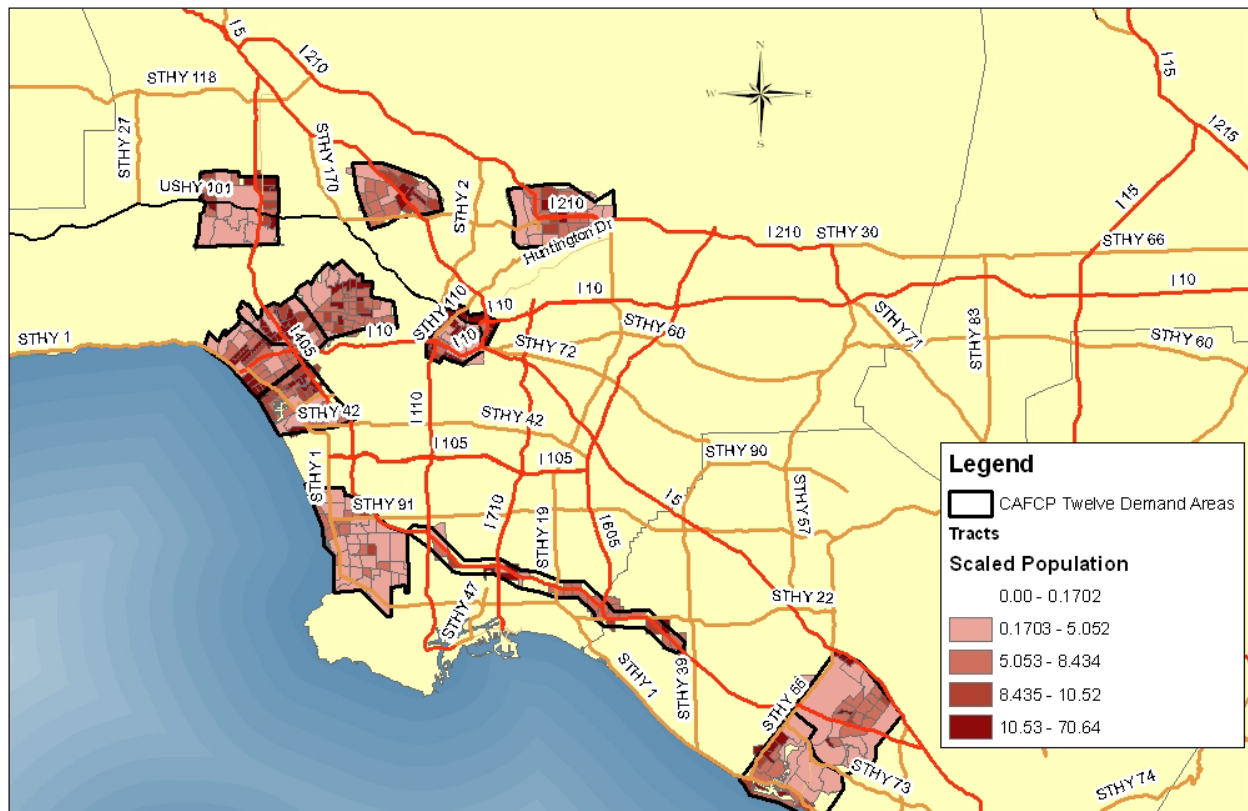 I 5
I 210
STHY 118
N
W
E
S
I 15
I 215
STHY 27
STHY 170
USHY 101
STHY 2
I 210
I 15
Huntington Dr
I 210
STHY 30
STHY 66
STHY 110
I 10
I 10
I 10
STHY 1
I 10
I 405
I 10
STHY 72
STHY 60
STHY 71
STHY 83
STHY 60
STHY 42
I 110
STHY 42
I 105
I 105
STHY 90
STHY 1
STHY 91
I 710
STHY 19
I 605
I 5
STHY 57
STHY 47
STHY 22
STHY 1
STHY 39
STHY 55
STHY 73
STHY 74
Legend
CAFCP Twelve Demand Areas
Tracts
Scaled Population
0.00 - 0.1702
0.1703 - 5.052
5.053 - 8.434
8.435 - 10.52
10.53 - 70.64